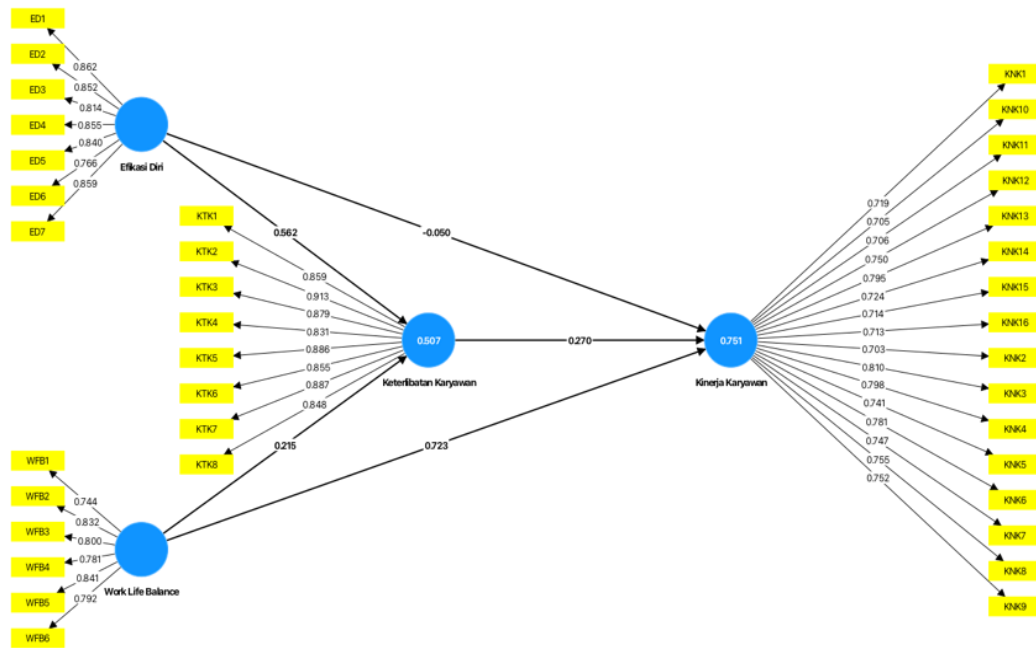 ED1
ED2
ED3
ED4
ED5
ED6
ED7
0.862
0.852
0.814
0.855
0.840
0.766
0.859
Efikasi Diri
0.562
-0.050
KTK1
KTK2
KTK3
KTK4
KTK5
KTK6
KTK7
KTK8
0.859
0.913
0.879
0.831
0.886
0.855
0.887
0.848
0.507
Keterlibatan Karyawan
0.270
0.215
0.723
WFB1
WFB2
WFB3
WFB4
WFB5
WFB6
0.744
0.832
0.800
0.781
0.841
0.792
Work Life Balance
0.751
Kinerja Karyawan
0.719
0.705
0.706
0.750
0.795
0.724
0.714
0.713
0.703
0.810
0.798
0.741
0.781
0.747
0.755
0.752
KNK1
KNK10
KNK11
KNK12
KNK13
KNK14
KNK15
KNK16
KNK2
KNK3
KNK4
KNK5
KNK6
KNK7
KNK8
KNK9